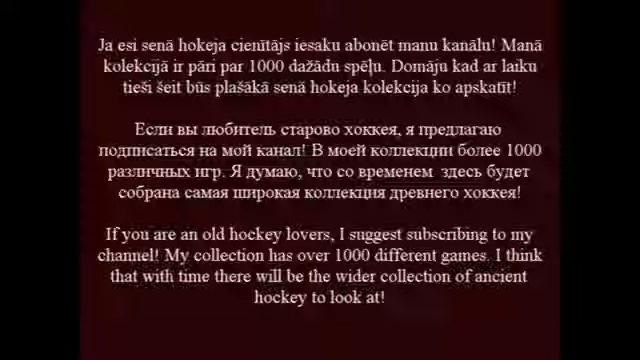 Ja esi senā hokeja cienītājs iesaku abonēt manu kanālu! Manā
kolekcijā ir pāri par 1000 dažādu spēļu. Domāju kad ar laiku
tieši šeit būs plašākā senā hokeja kolekcija ko apskatīt!
Если вы любитель старово хоккея, я предлагаю
подписаться на мой канал! В моей коллекции более 1000
различных игр. Я думаю, что со временем здесь будет
собрана самая широкая коллекция древнего хоккея!
If you are an old hockey lovers, I suggest subscribing to my
channel! My collection has over 1000 different games. I think
that with time there will be the wider collection of ancient
hockey to look at!